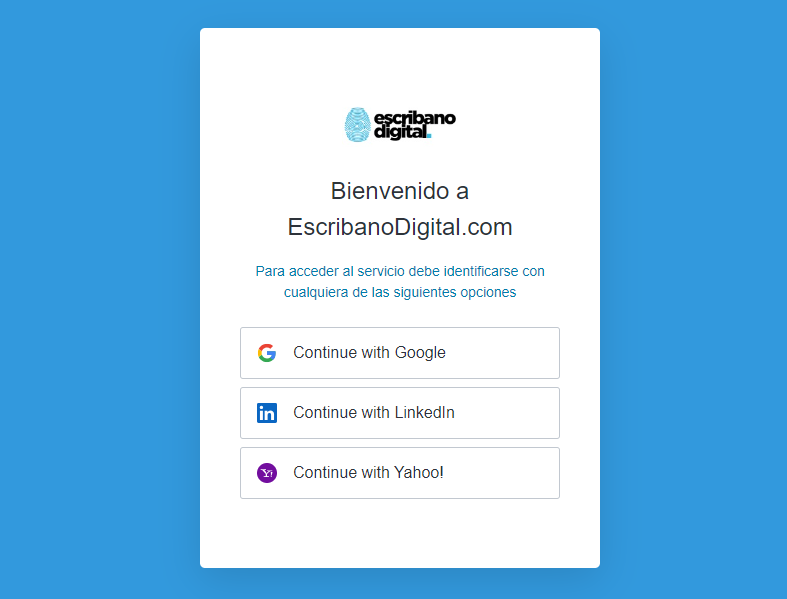 escribano
digital.
Bienvenido a
EscribanoDigital.com
Para acceder al servicio debe identificarse con
cualquiera de las siguientes opciones
Continue with Google
Continue with LinkedIn
Continue with Yahoo!